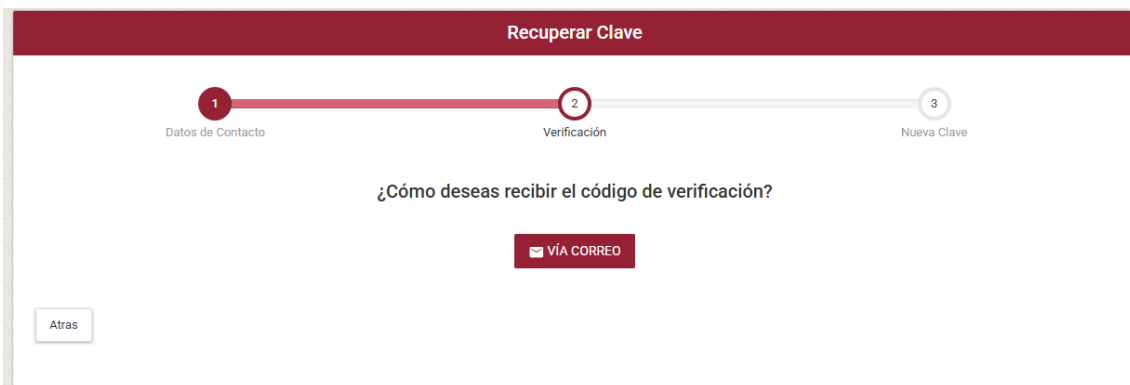 Recuperar Clave
1
2
3
Datos de Contacto
Verificación
Nueva Clave
¿Cómo deseas recibir el código de verificación?
VÍA CORREO
Atras